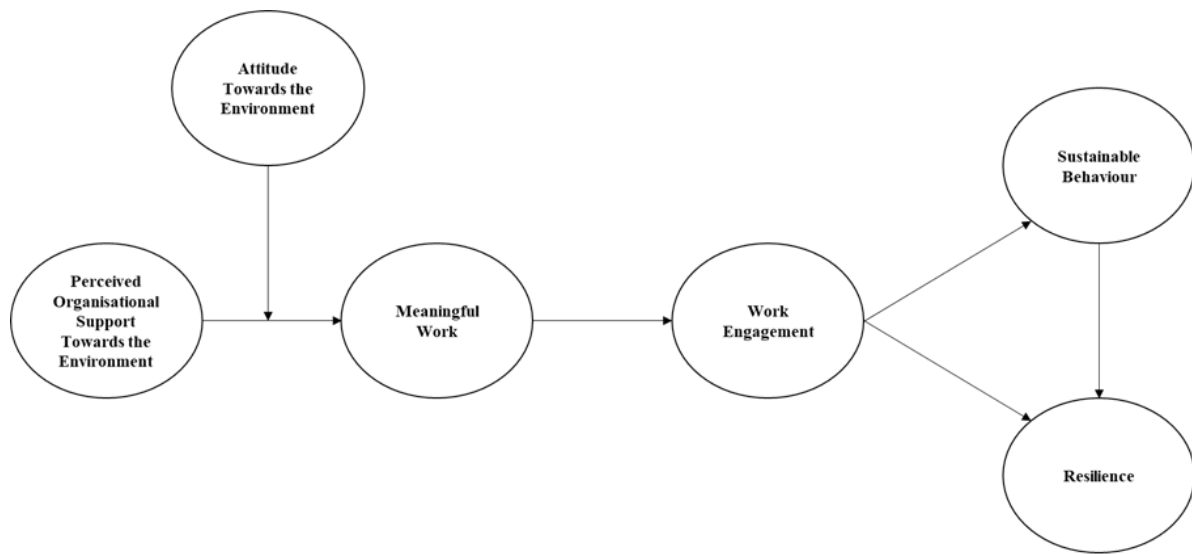 Attitude
Towards the
Environment
Perceived
Organisational
Support
Towards the
Environment
Meaningful
Work
Work
Engagement
Sustainable
Behaviour
Resilience